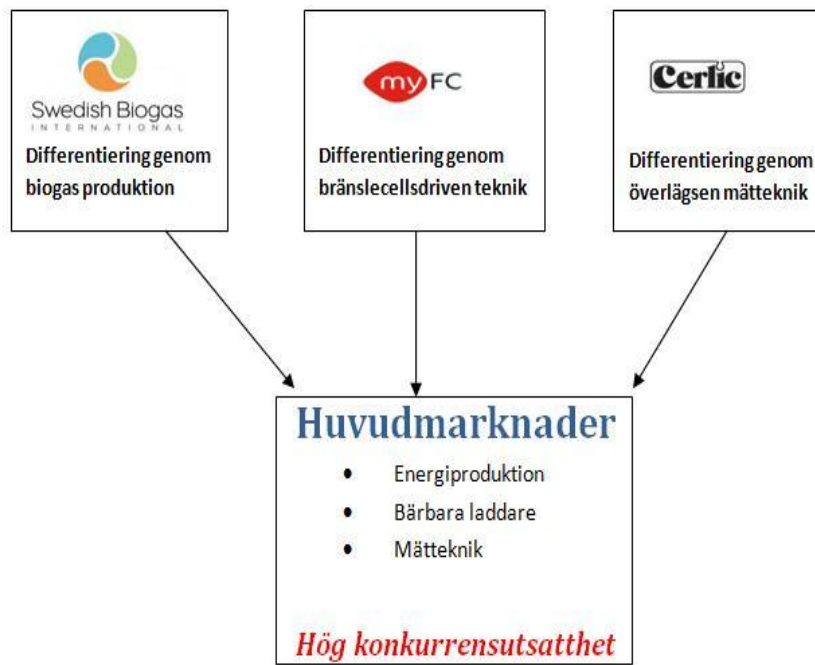 Swedish Biogas
INTERNATIONAL
Differentiering genom
biogas produktion
myFC
Differentiering genom
bränslecellsdriven teknik
Cerlic
Differentiering genom
överlägsen mätteknik
Huvudmarknader
• Energiproduktion
• Bärbara laddare
• Mätteknik
Hög konkurrensutsatthet